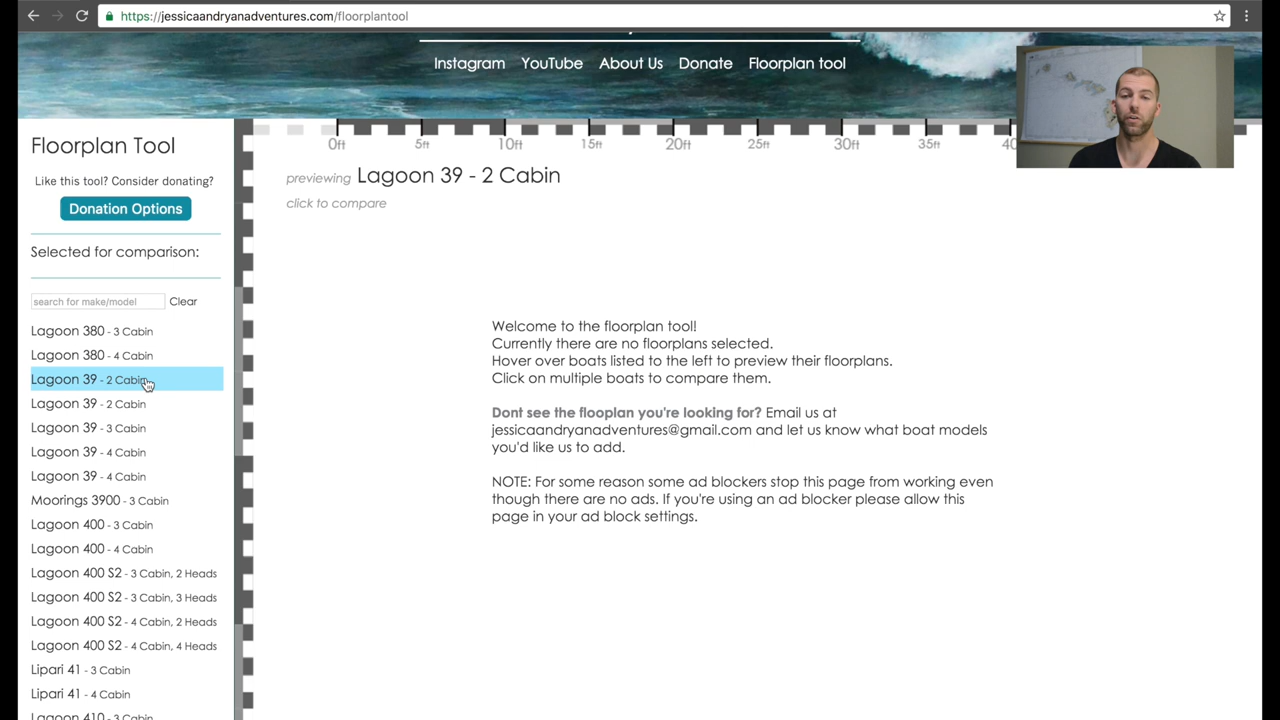 https://jessicaandryanadventures.com/floorplantool
Instagram YouTube About Us Donate Floorplan tool
Floorplan Tool
Like this tool? Consider donating?
Donation Options
Selected for comparison:
search for make/model Clear
Lagoon 380 - 3 Cabin
Lagoon 380 - 4 Cabin
Lagoon 39 - 2 Cabin
Lagoon 39 - 2 Cabin
Lagoon 39 - 3 Cabin
Lagoon 39 - 4 Cabin
Lagoon 39 - 4 Cabin
Moorings 3900 - 3 Cabin
Lagoon 400 - 3 Cabin
Lagoon 400 - 4 Cabin
Lagoon 400 S2 - 3 Cabin, 2 Heads
Lagoon 400 S2 - 3 Cabin, 3 Heads
Lagoon 400 S2 - 4 Cabin, 2 Heads
Lagoon 400 S2 - 4 Cabin, 4 Heads
Lipari 41 - 3 Cabin
Lipari 41 - 4 Cabin
Lagoon 410 - 3 Cabin
0ft 5ft 10ft 15ft 20ft 25ft 30ft 35ft 40
previewing Lagoon 39 - 2 Cabin
click to compare
Welcome to the floorplan tool!
Currently there are no floorplans selected.
Hover over boats listed to the left to preview their floorplans.
Click on multiple boats to compare them.
Dont see the flooplan you're looking for? Email us at
jessicaandryanadventures@gmail.com and let us know what boat models
you'd like us to add.
NOTE: For some reason some ad blockers stop this page from working even
though there are no ads. If you're using an ad blocker please allow this
page in your ad block settings.